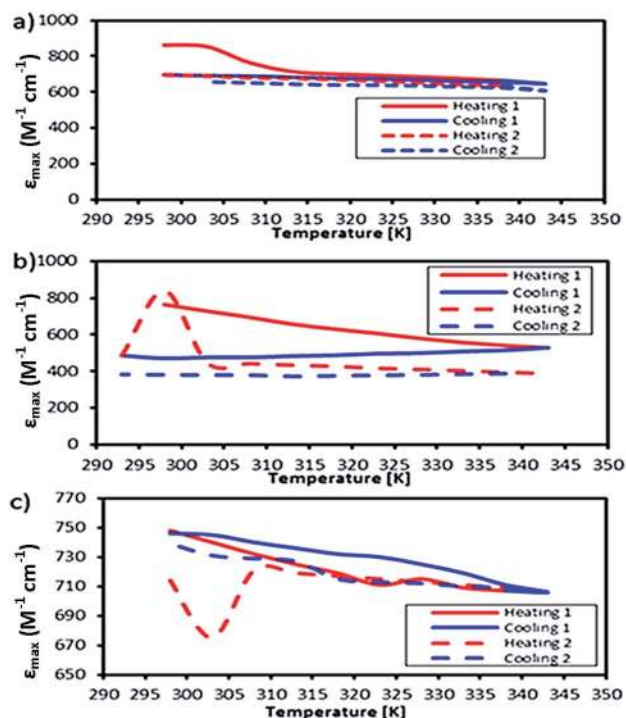 a)
1000
800
600
400
200
0
εmax (M-1 cm-1)
Heating 1
Cooling 1
Heating 2
Cooling 2
290 295 300 305 310 315 320 325 330 335 340 345 350
Temperature [K]
b)
1000
800
600
400
200
0
εmax (M-1 cm-1)
Heating 1
Cooling 1
Heating 2
Cooling 2
290 295 300 305 310 315 320 325 330 335 340 345 350
Temperature [K]
c)
770
750
730
710
690
670
650
εmax (M-1 cm-1)
Heating 1
Cooling 1
Heating 2
Cooling 2
290 295 300 305 310 315 320 325 330 335 340 345 350
Temperature [K]